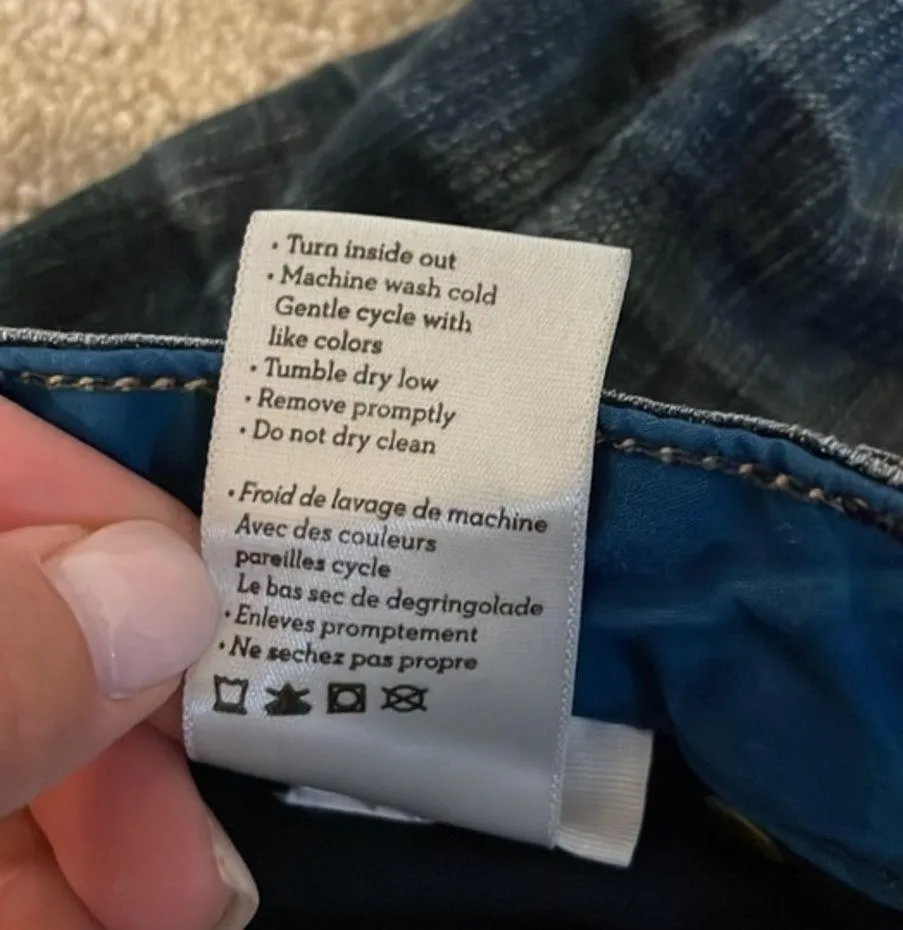 • Turn inside out
• Machine wash cold
Gentle cycle with
like colors
• Tumble dry low
• Remove promptly
• Do not dry clean
• Froid de lavage de machine
Avec des couleurs
pareilles cycle
Le bas sec de degringolade
• Enleves promptement
• Ne sechez pas propre